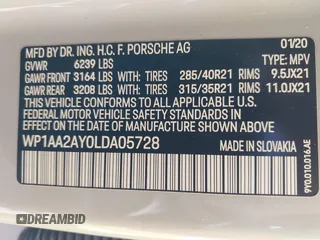 MFD BY DR. ING. H.C. F. PORSCHE AG 01/20
GVWR 6239 LBS TYPE: MPV
GAWR FRONT 3164 LBS WITH TIRES 285/40R21 RIMS 9.5JX21
GAWR REAR 3208 LBS WITH TIRES 315/35R21 RIMS 11.0JX21
THIS VEHICLE CONFORMS TO ALL APPLICABLE U.S. FEDERAL
MOTOR VEHICLE SAFETY STANDARDS IN EFFECT ON THE
DATE OF MANUFACTURE SHOWN ABOVE.
WP1AA2AY0LDA05728 MADE IN SLOVAKIA
9Y0.010.016.AE
STAT.VIN
AMBID